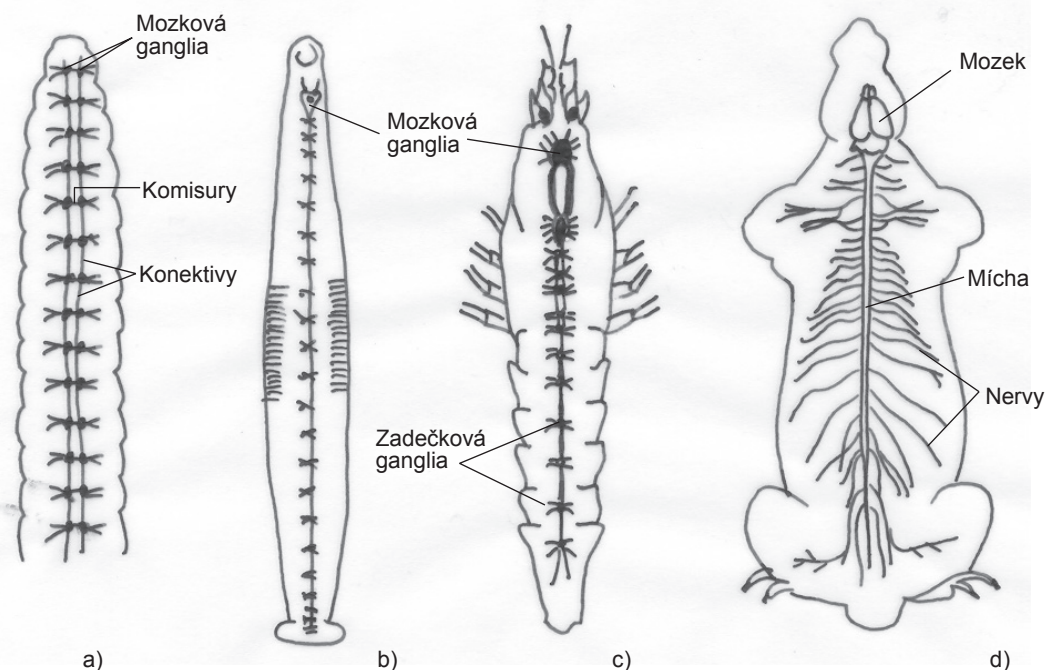 Mozková
ganglia
Mozek
Mozková
ganglia
Komisury
Konektivy
Mícha
Nervy
Zadečková
ganglia
a)
b)
c)
d)